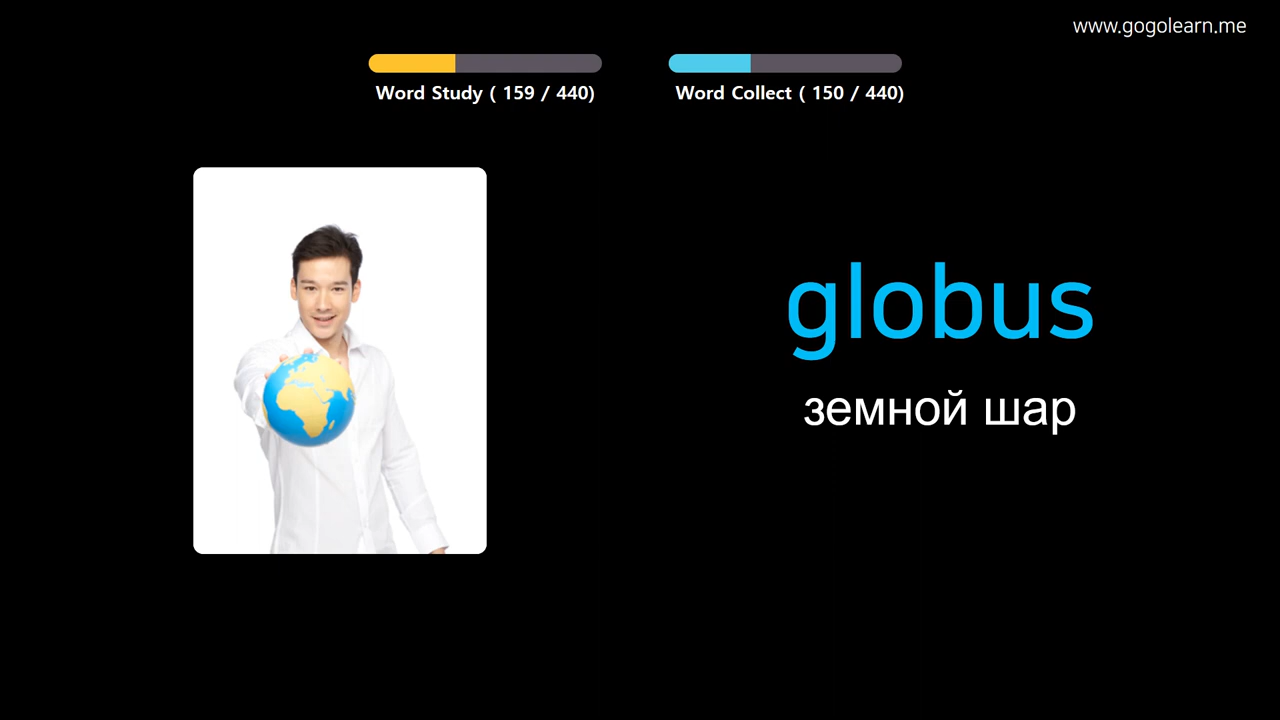 www.gogolearn.me
Word Study ( 159 / 440)
Word Collect ( 150 / 440)
globus
земной шар